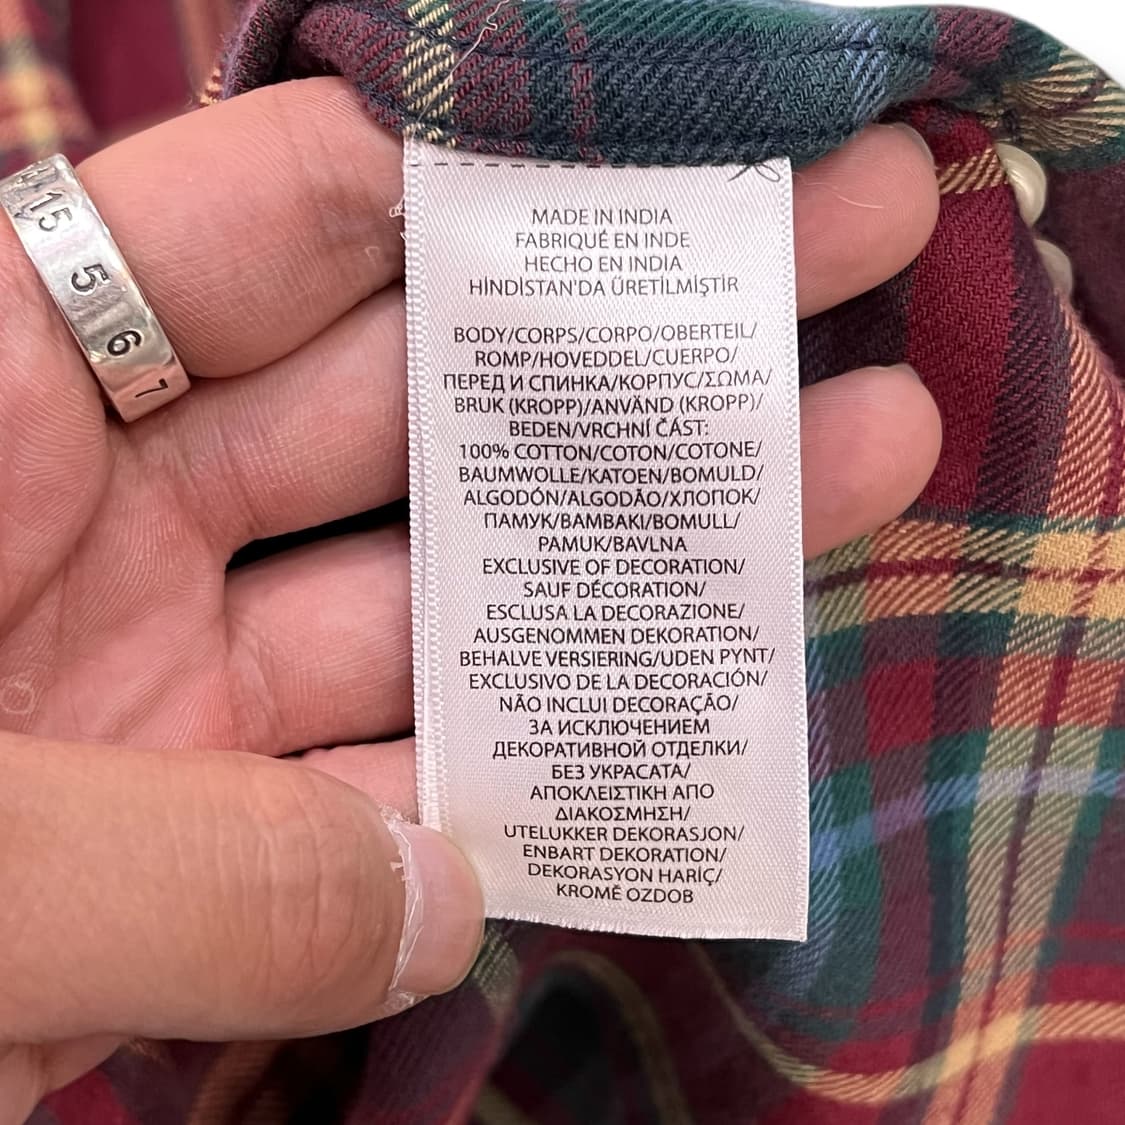 15
5
6
7
MADE IN INDIA
FABRIQUÉ EN INDE
HECHO EN INDIA
HİNDİSTAN'DA ÜRETİLMİŞTİR
BODY/CORPS/CORPO/OBERTEIL/
ROMP/HOVEDDEL/CUERPO/
ПЕРЕД И СПИНКА/КОРПУС/ΣΩΜΑ/
BRUK (KROPP)/ANVÄND (KROPP)/
BEDEN/VRCHNÍ ČÁST:
100% COTTON/COTON/COTONE/
BAUMWOLLE/KATOEN/BOMULD/
ALGODÓN/ALGODÃO/ХЛОПОК/
ПАМУК/ΒΑΜΒΑΚΙ/BOMULL/
PAMUK/BAVLNA
EXCLUSIVE OF DECORATION/
SAUF DÉCORATION/
ESCLUSA LA DECORAZIONE/
AUSGENOMMEN DEKORATION/
BEHALVE VERSIERING/UDEN PYNT/
EXCLUSIVO DE LA DECORACIÓN/
NÃO INCLUI DECORAÇÃO/
ЗА ИСКЛЮЧЕНИЕМ
ДЕКОРАТИВНОЙ ОТДЕЛКИ/
БЕЗ УКРАСАТА/
ΑΠΟΚΛΕΙΣΤΙΚΗ ΑΠΟ
ΔΙΑΚΟΣΜΗΣΗ/
UTELUKKER DEKORASJON/
ENBART DEKORATION/
DEKORASYON HARİÇ/
KROMĚ OZDOB